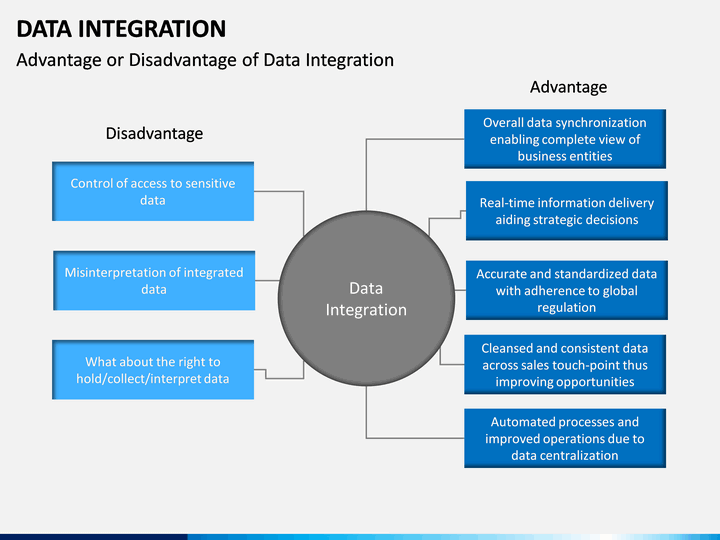 DATA INTEGRATION
Advantage or Disadvantage of Data Integration
Disadvantage
Control of access to sensitive
data
Misinterpretation of integrated
data
What about the right to
hold/collect/interpret data
Data
Integration
Advantage
Overall data synchronization
enabling complete view of
business entities
Real-time information delivery
aiding strategic decisions
Accurate and standardized data
with adherence to global
regulation
Cleansed and consistent data
across sales touch-point thus
improving opportunities
Automated processes and
improved operations due to
data centralization